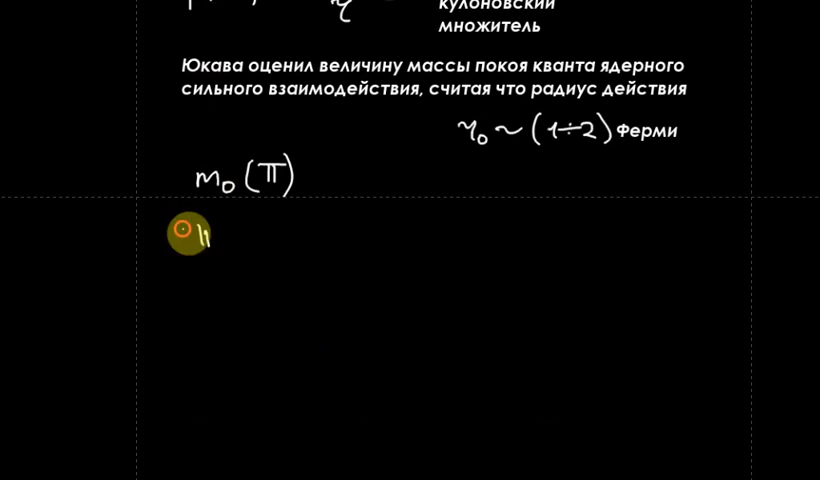 кулоновский
множитель
Юкава оценил величину массы покоя кванта ядерного
сильного взаимодействия, считая что радиус действия
r₀ ~ (1÷2) Ферми
m₀ (π)